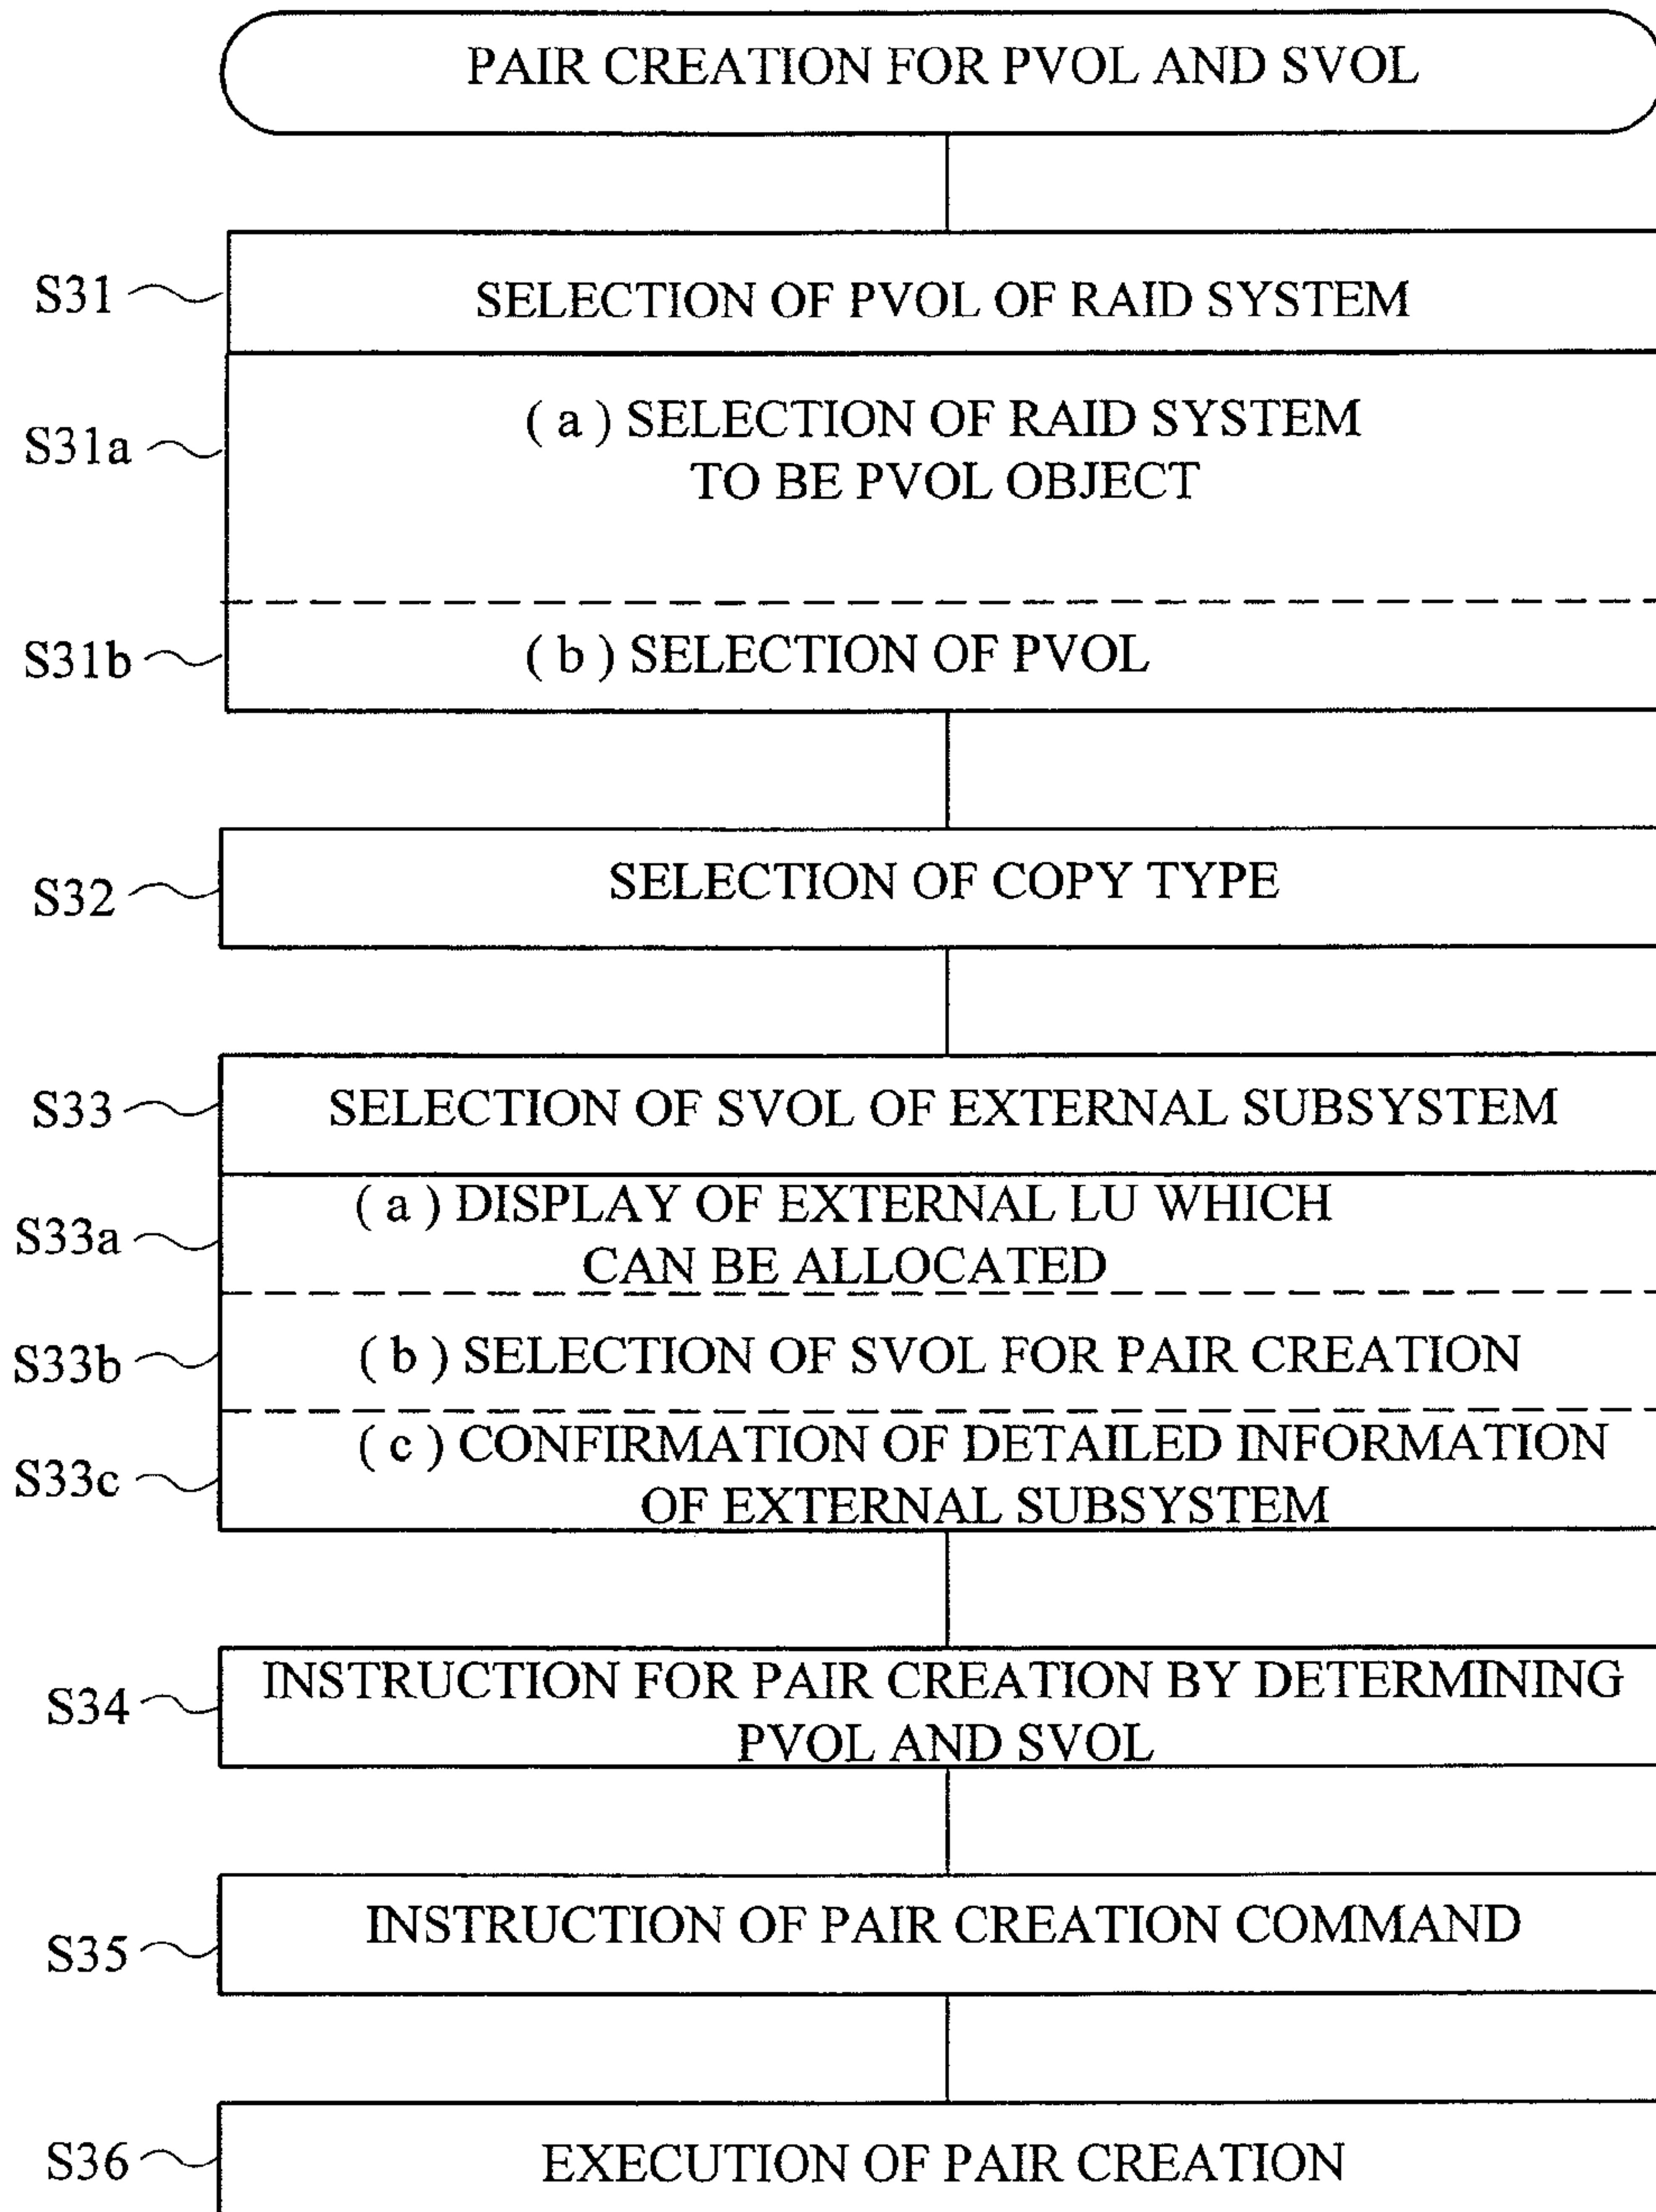 PAIR CREATION FOR PVOL AND SVOL
S31
SELECTION OF PVOL OF RAID SYSTEM
S31a
( a ) SELECTION OF RAID SYSTEM
TO BE PVOL OBJECT
S31b
( b ) SELECTION OF PVOL
S32
SELECTION OF COPY TYPE
S33
SELECTION OF SVOL OF EXTERNAL SUBSYSTEM
S33a
( a ) DISPLAY OF EXTERNAL LU WHICH
CAN BE ALLOCATED
S33b
( b ) SELECTION OF SVOL FOR PAIR CREATION
S33c
( c ) CONFIRMATION OF DETAILED INFORMATION
OF EXTERNAL SUBSYSTEM
S34
INSTRUCTION FOR PAIR CREATION BY DETERMINING
PVOL AND SVOL
S35
INSTRUCTION OF PAIR CREATION COMMAND
S36
EXECUTION OF PAIR CREATION